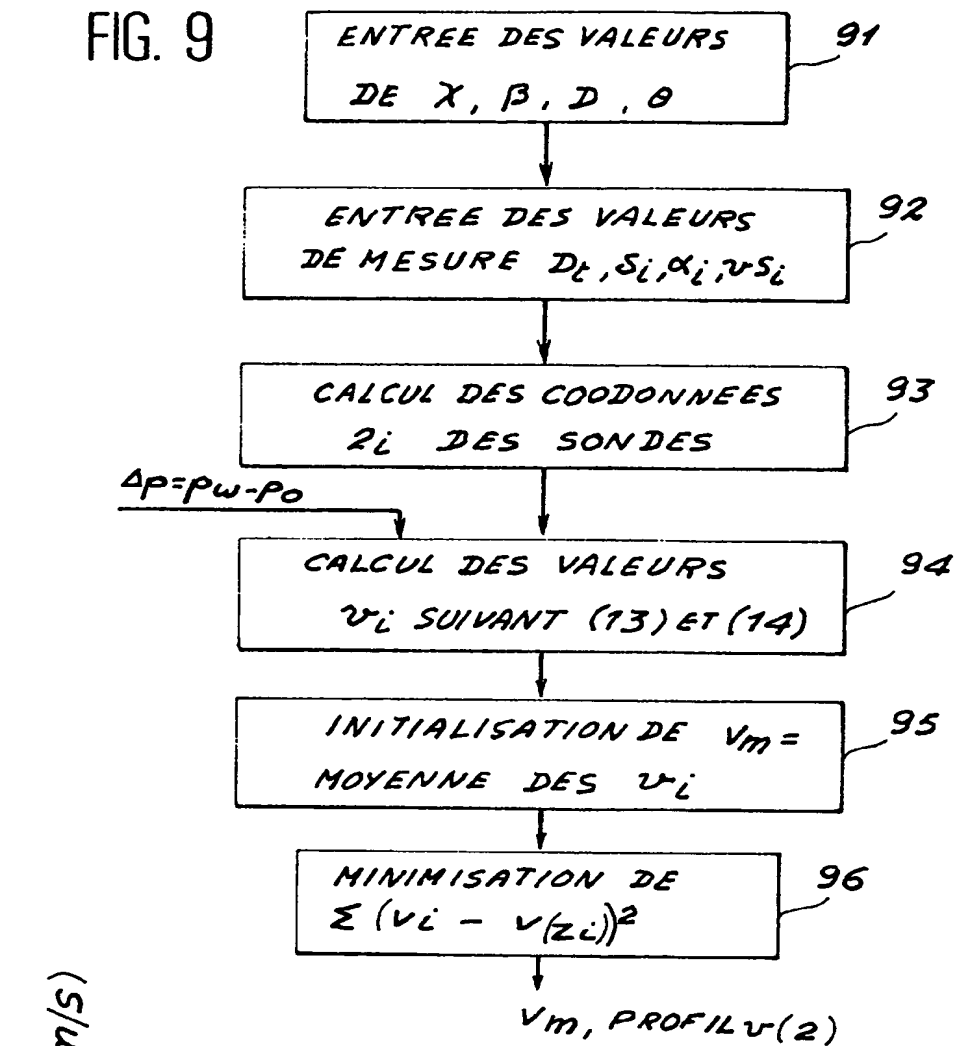 FIG. 9
ENTREE DES VALEURS
DE χ, β, D, θ
91
ENTREE DES VALEURS
DE MESURE Dt, Si, αi, vSi
92
CALCUL DES COODONNEES
2i DES SONDES
93
Δp=pw-po
CALCUL DES VALEURS
vi SUIVANT (13) ET (14)
94
INITIALISATION DE vm =
MOYENNE DES vi
95
MINIMISATION DE
Σ (vi - v(zi))²
96
vm, PROFIL v(2)
m/s)